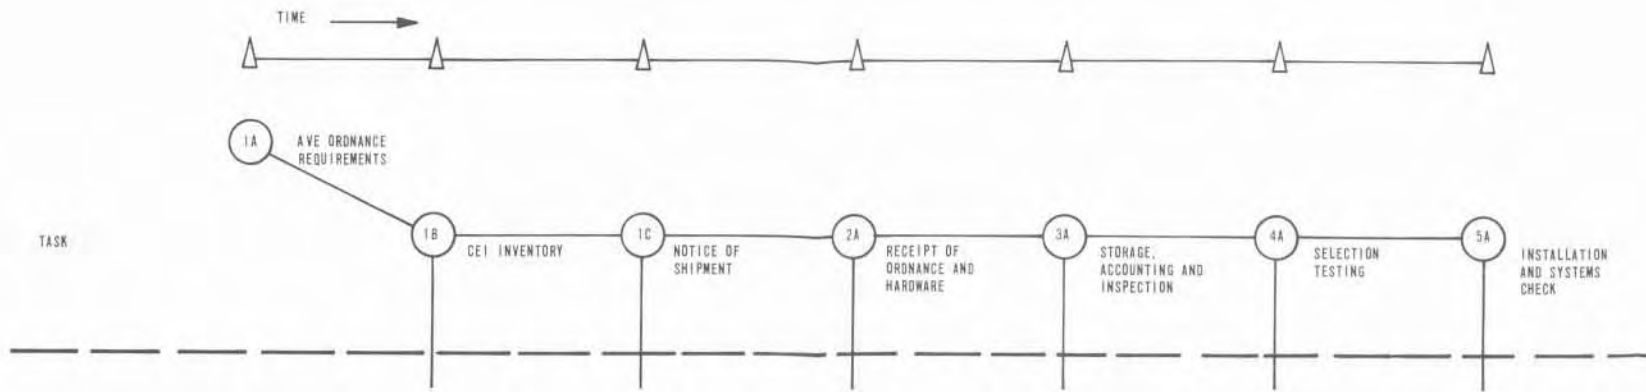 TIME
1A
AVE ORDNANCE
REQUIREMENTS
TASK
1B
CEI INVENTORY
1C
NOTICE OF
SHIPMENT
2A
RECEIPT OF
ORDNANCE AND
HARDWARE
3A
STORAGE,
ACCOUNTING AND
INSPECTION
4A
SELECTION
TESTING
5A
INSTALLATION
AND SYSTEMS
CHECK